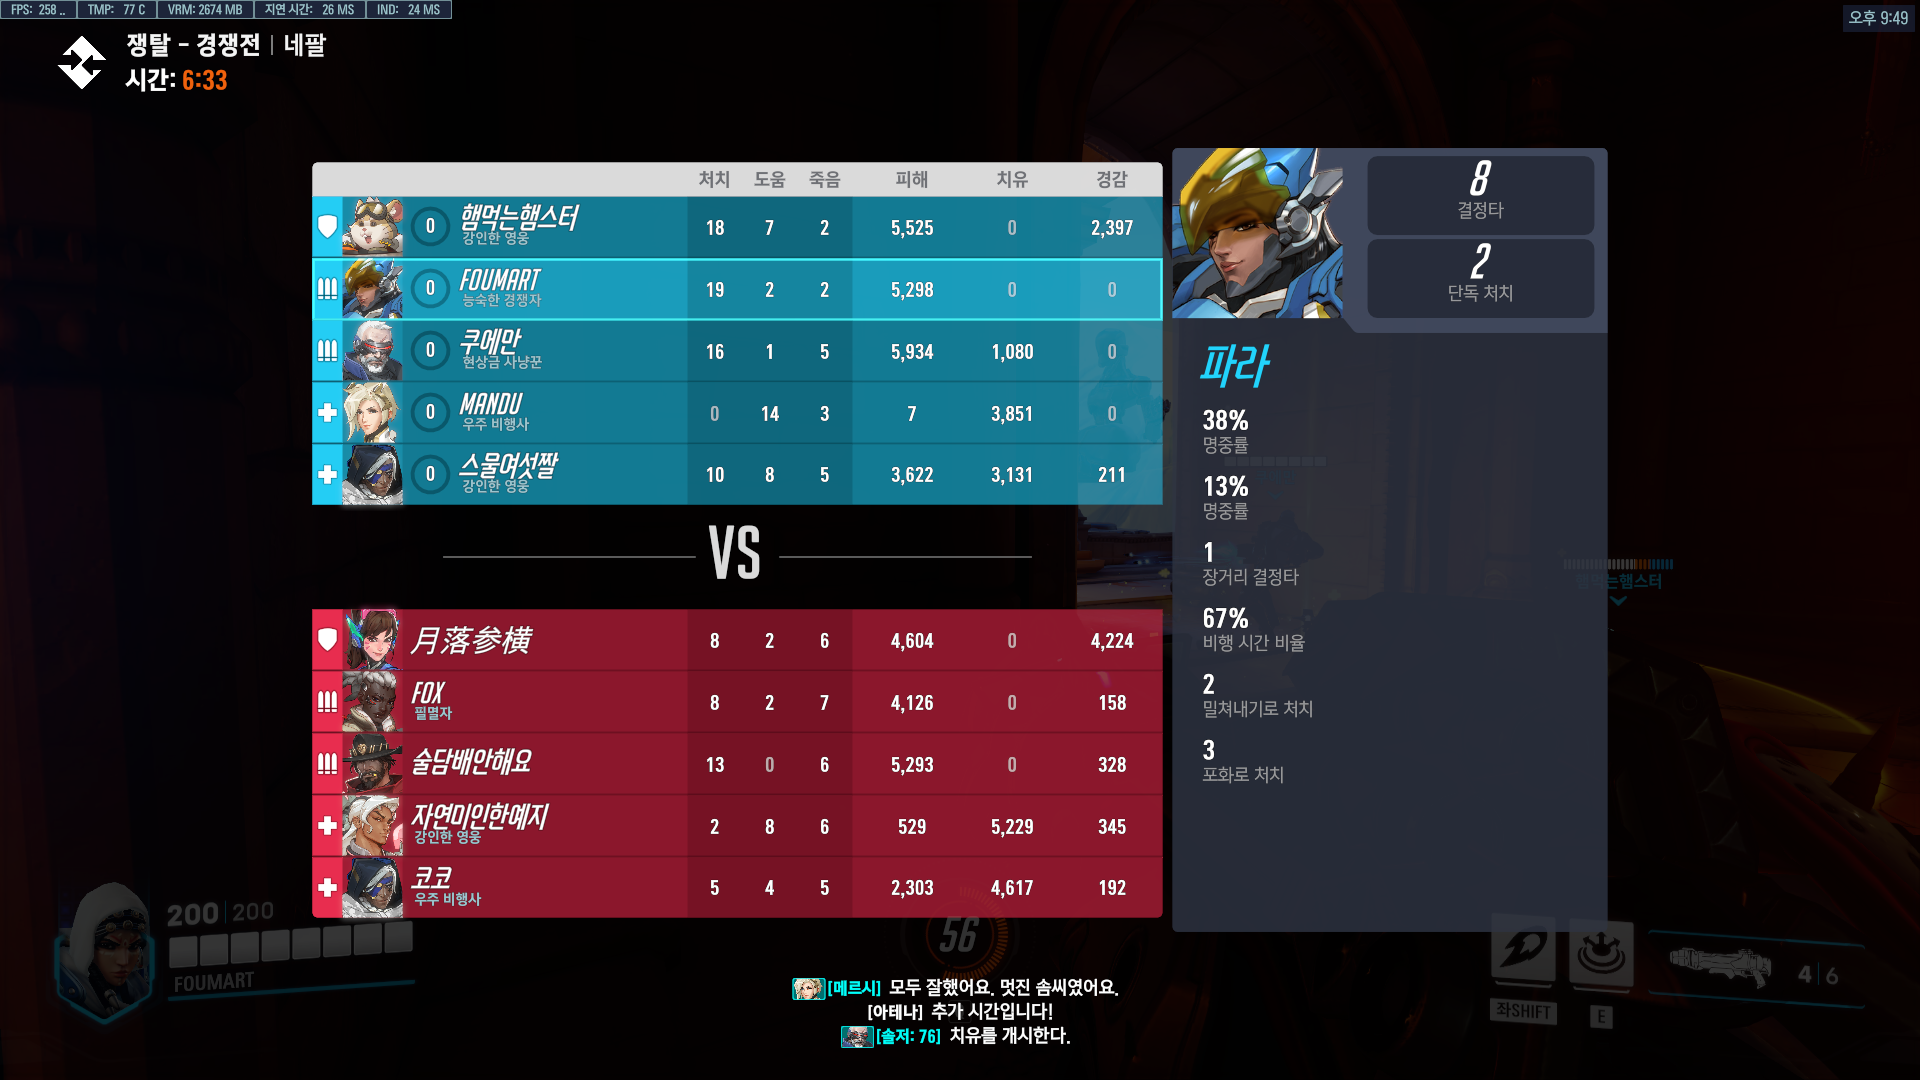 FPS: 258 ..
TMP: 77 C
VRM: 2674 MB
지연 시간: 26 MS
IND: 24 MS
오후 9:49
쟁탈 - 경쟁전 | 네팔
시간: 6:33
처치 도움 죽음 피해 치유 경감
0 햄먹는햄스터 18 7 2 5,525 0 2,397
강인한 영웅
0 FOUMART 19 2 2 5,298 0 0
능숙한 경쟁자
0 쿠에만 16 1 5 5,934 1,080 0
현상금 사냥꾼
0 MANDU 0 14 3 7 3,851 0
우주 비행사
0 스물여섯짤 10 8 5 3,622 3,131 211
강인한 영웅
VS
月落参横 8 2 6 4,604 0 4,224
FOX 8 2 7 4,126 0 158
필멸자
술담배안해요 13 0 6 5,293 0 328
자연미인한예지 2 8 6 529 5,229 345
강인한 영웅
코코 5 4 5 2,303 4,617 192
우주 비행사
8
결정타
2
단독 처치
파라
38%
명중률
13%
명중률
1
장거리 결정타
67%
비행 시간 비율
2
밀쳐내기로 처치
3
포화로 처치
는햄스터
200 | 200
FOUMART
56
[메르시] 모두 잘했어요. 멋진 솜씨였어요.
[아테나] 추가 시간입니다!
[솔저: 76] 치유를 개시한다.
좌SHIFT
E
4 | 6